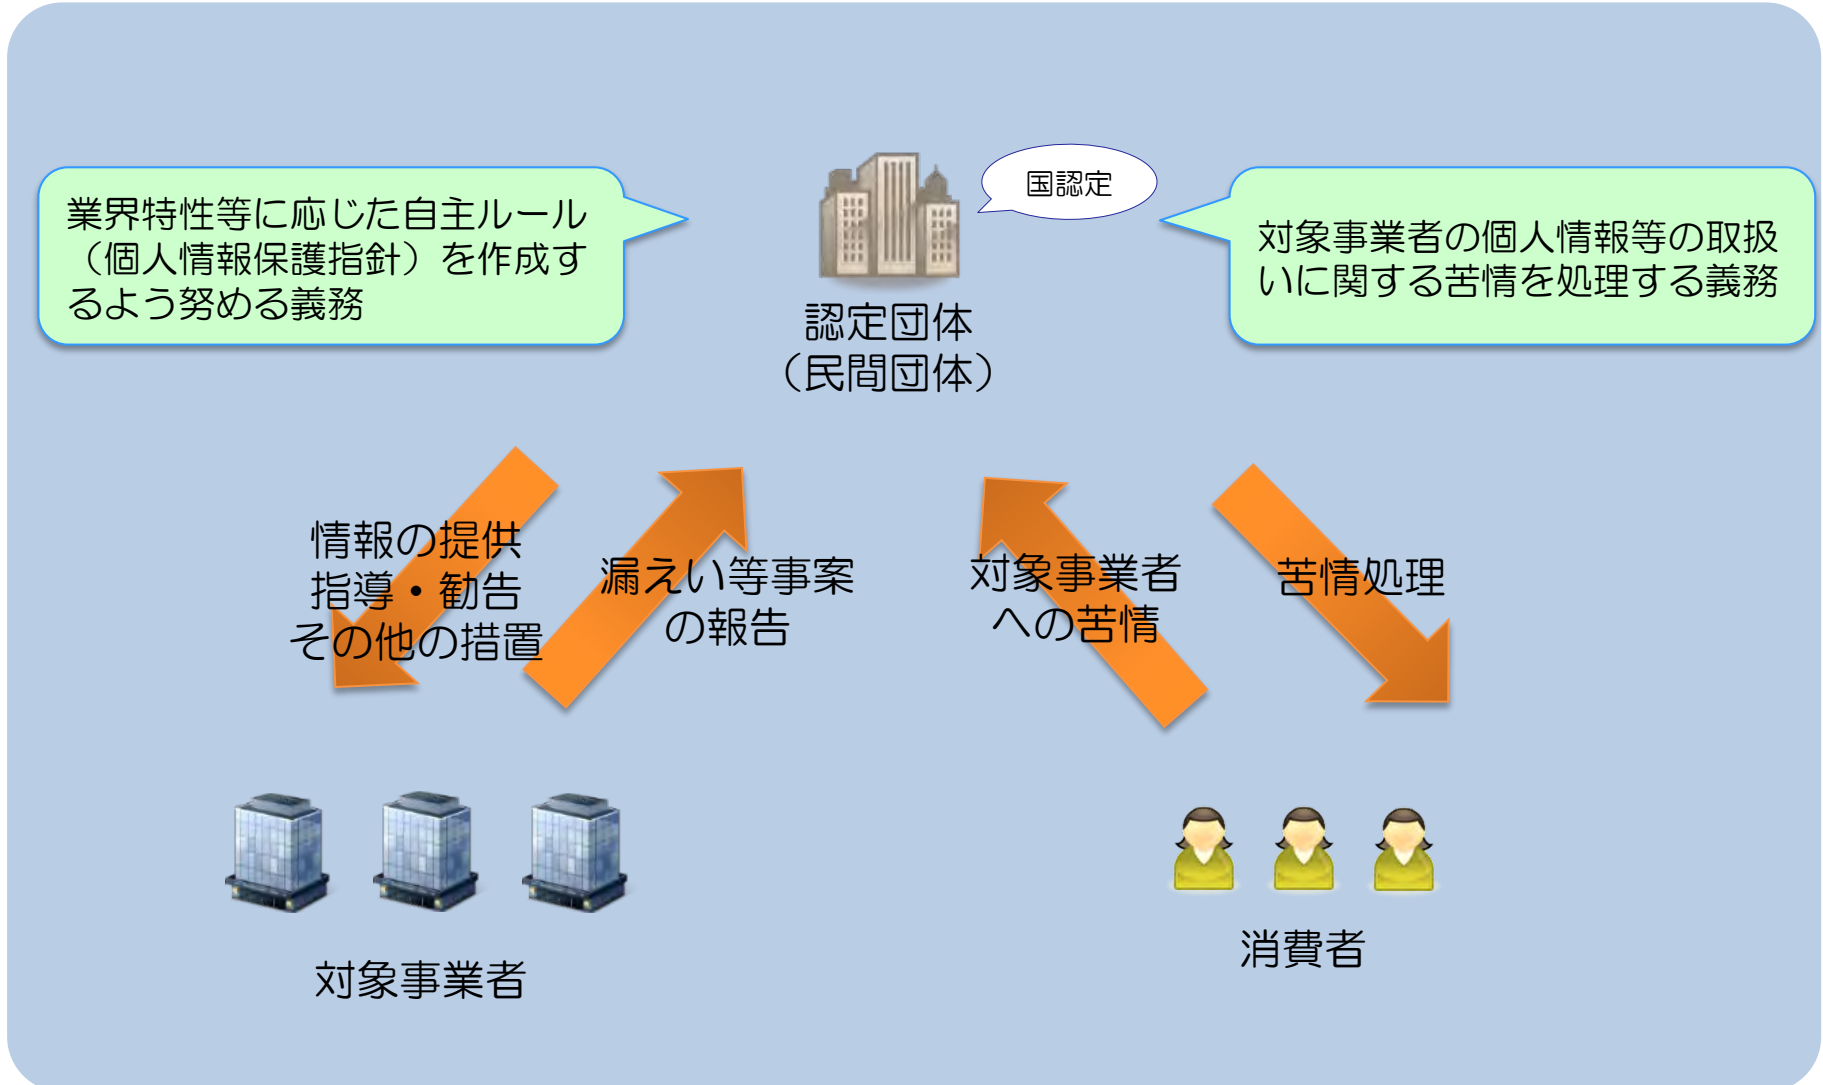 国認定
業界特性等に応じた自主ルール
（個人情報保護指針）を作成す
るよう努める義務
対象事業者の個人情報等の取扱
いに関する苦情を処理する義務
認定団体
（民間団体）
情報の提供
指導・勧告
その他の措置
漏えい等事案
の報告
対象事業者
への苦情
苦情処理
対象事業者
消費者